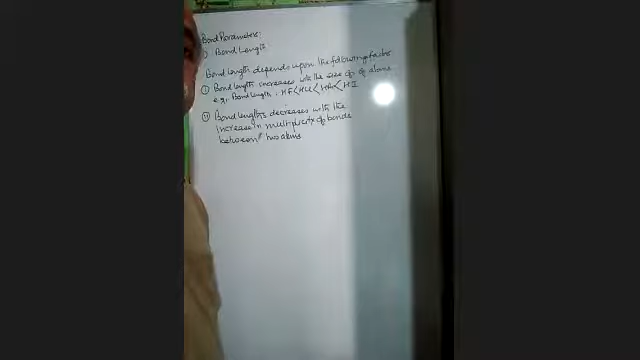 Bond Parameters:
Bond Length
Bond length depends upon the following factors
(i) Bond length increases with the size of atoms
e.g., Bond length, HF<HCl<HBr<HI
(ii) Bond lengths decreases with the
increase in multiplicity of bonds
between two atoms